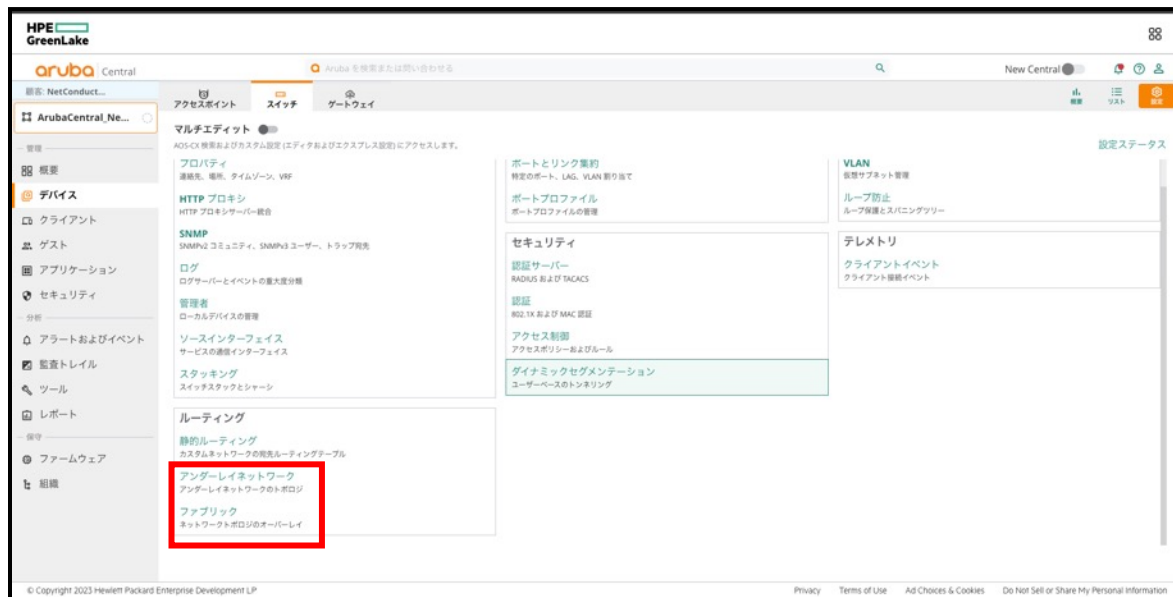 HPE
GreenLake
aruba Central
Aruba を検索または問い合わせる
New Central
顧客: NetConduct...
ArubaCentral_Ne...
管理
概要
デバイス
クライアント
ゲスト
アプリケーション
セキュリティ
分析
アラートおよびイベント
監査トレイル
ツール
レポート
保守
ファームウェア
組織
アクセスポイント
スイッチ
ゲートウェイ
概要
リスト
設定
マルチエディット
AOS-CX 検索およびカスタム設定 (エディタおよびエクスプレス設定) にアクセスします。
設定ステータス
プロパティ
連絡先、場所、タイムゾーン、VRF
HTTP プロキシ
HTTP プロキシサーバー統合
SNMP
SNMPv2 コミュニティ、SNMPv3 ユーザー、トラップ宛先
ログ
ログサーバーとイベントの重大度分類
管理者
ローカルデバイスの管理
ソースインターフェイス
サービスの通信インターフェイス
スタッキング
スイッチスタックとシャーシ
ルーティング
静的ルーティング
カスタムネットワークの宛先ルーティングテーブル
アンダーレイネットワーク
アンダーレイネットワークのトポロジ
ファブリック
ネットワークトポロジのオーバーレイ
ポートとリンク集約
特定のポート、LAG、VLAN 割り当て
ポートプロファイル
ポートプロファイルの管理
セキュリティ
認証サーバー
RADIUS および TACACS
認証
802.1X および MAC 認証
アクセス制御
アクセスポリシーおよびルール
ダイナミックセグメンテーション
ユーザーベースのトンネリング
VLAN
仮想サブネット管理
ループ防止
ループ保護とスパニングツリー
テレメトリ
クライアントイベント
クライアント接続イベント
© Copyright 2023 Hewlett Packard Enterprise Development LP
Privacy Terms of Use Ad Choices & Cookies Do Not Sell or Share My Personal Information